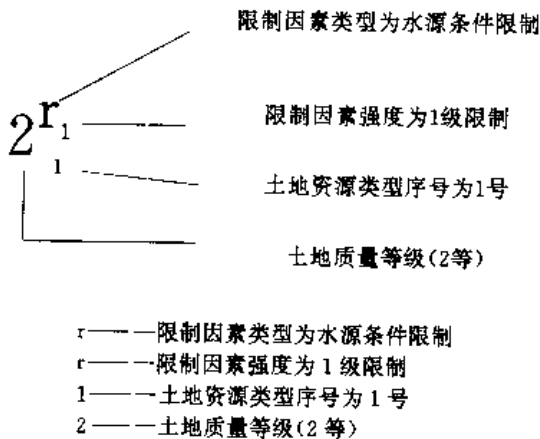 限制因素类型为水源条件限制
2r1
1
限制因素强度为1级限制
土地资源类型序号为1号
土地质量等级(2等)
r———限制因素类型为水源条件限制
r———限制因素强度为1级限制
1———土地资源类型序号为1号
2———土地质量等级(2等)